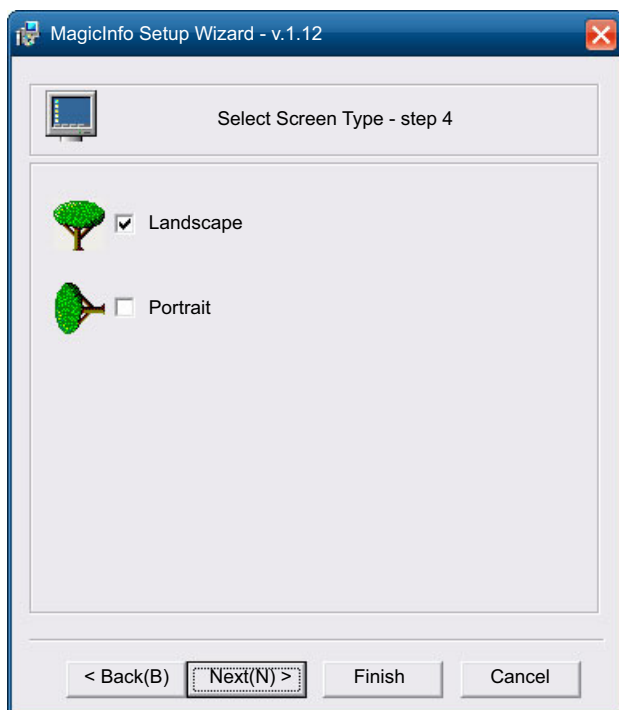 MagicInfo Setup Wizard - v.1.12
Select Screen Type - step 4
Landscape
Portrait
< Back(B) Next(N) > Finish Cancel